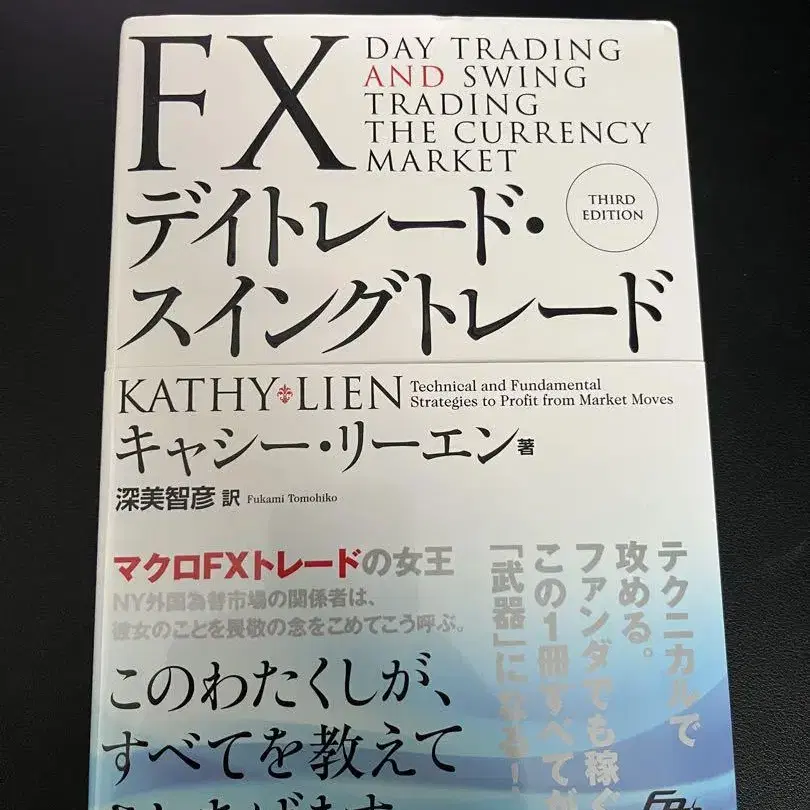 FX
DAY TRADING
AND SWING
TRADING
THE CURRENCY
MARKET
デイトレード・
スイングトレード
THIRD
EDITION
KATHY LIEN
Technical and Fundamental
Strategies to Profit from Market Moves
キャシー・リーエン 著
深美智彦 訳 Fukami Tomohiko
マクロFXトレードの女王
NY外国為替市場の関係者は、
彼女のことを畏敬の念をこめてこう呼ぶ。
テクニカルで
攻める。
ファンダでも稼ぐ
この1冊すべてが
「武器」になる!
このわたくしが、
すべてを教えて